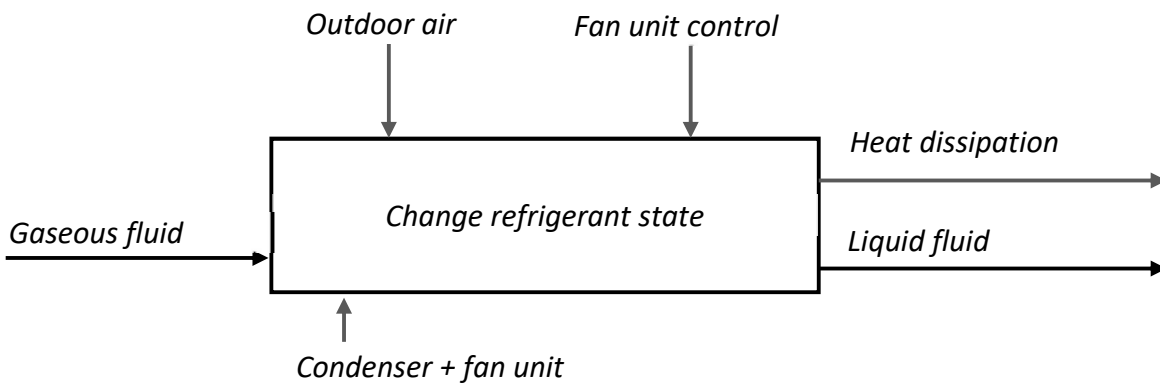 Outdoor air
Fan unit control
Heat dissipation
Change refrigerant state
Gaseous fluid
Liquid fluid
Condenser + fan unit